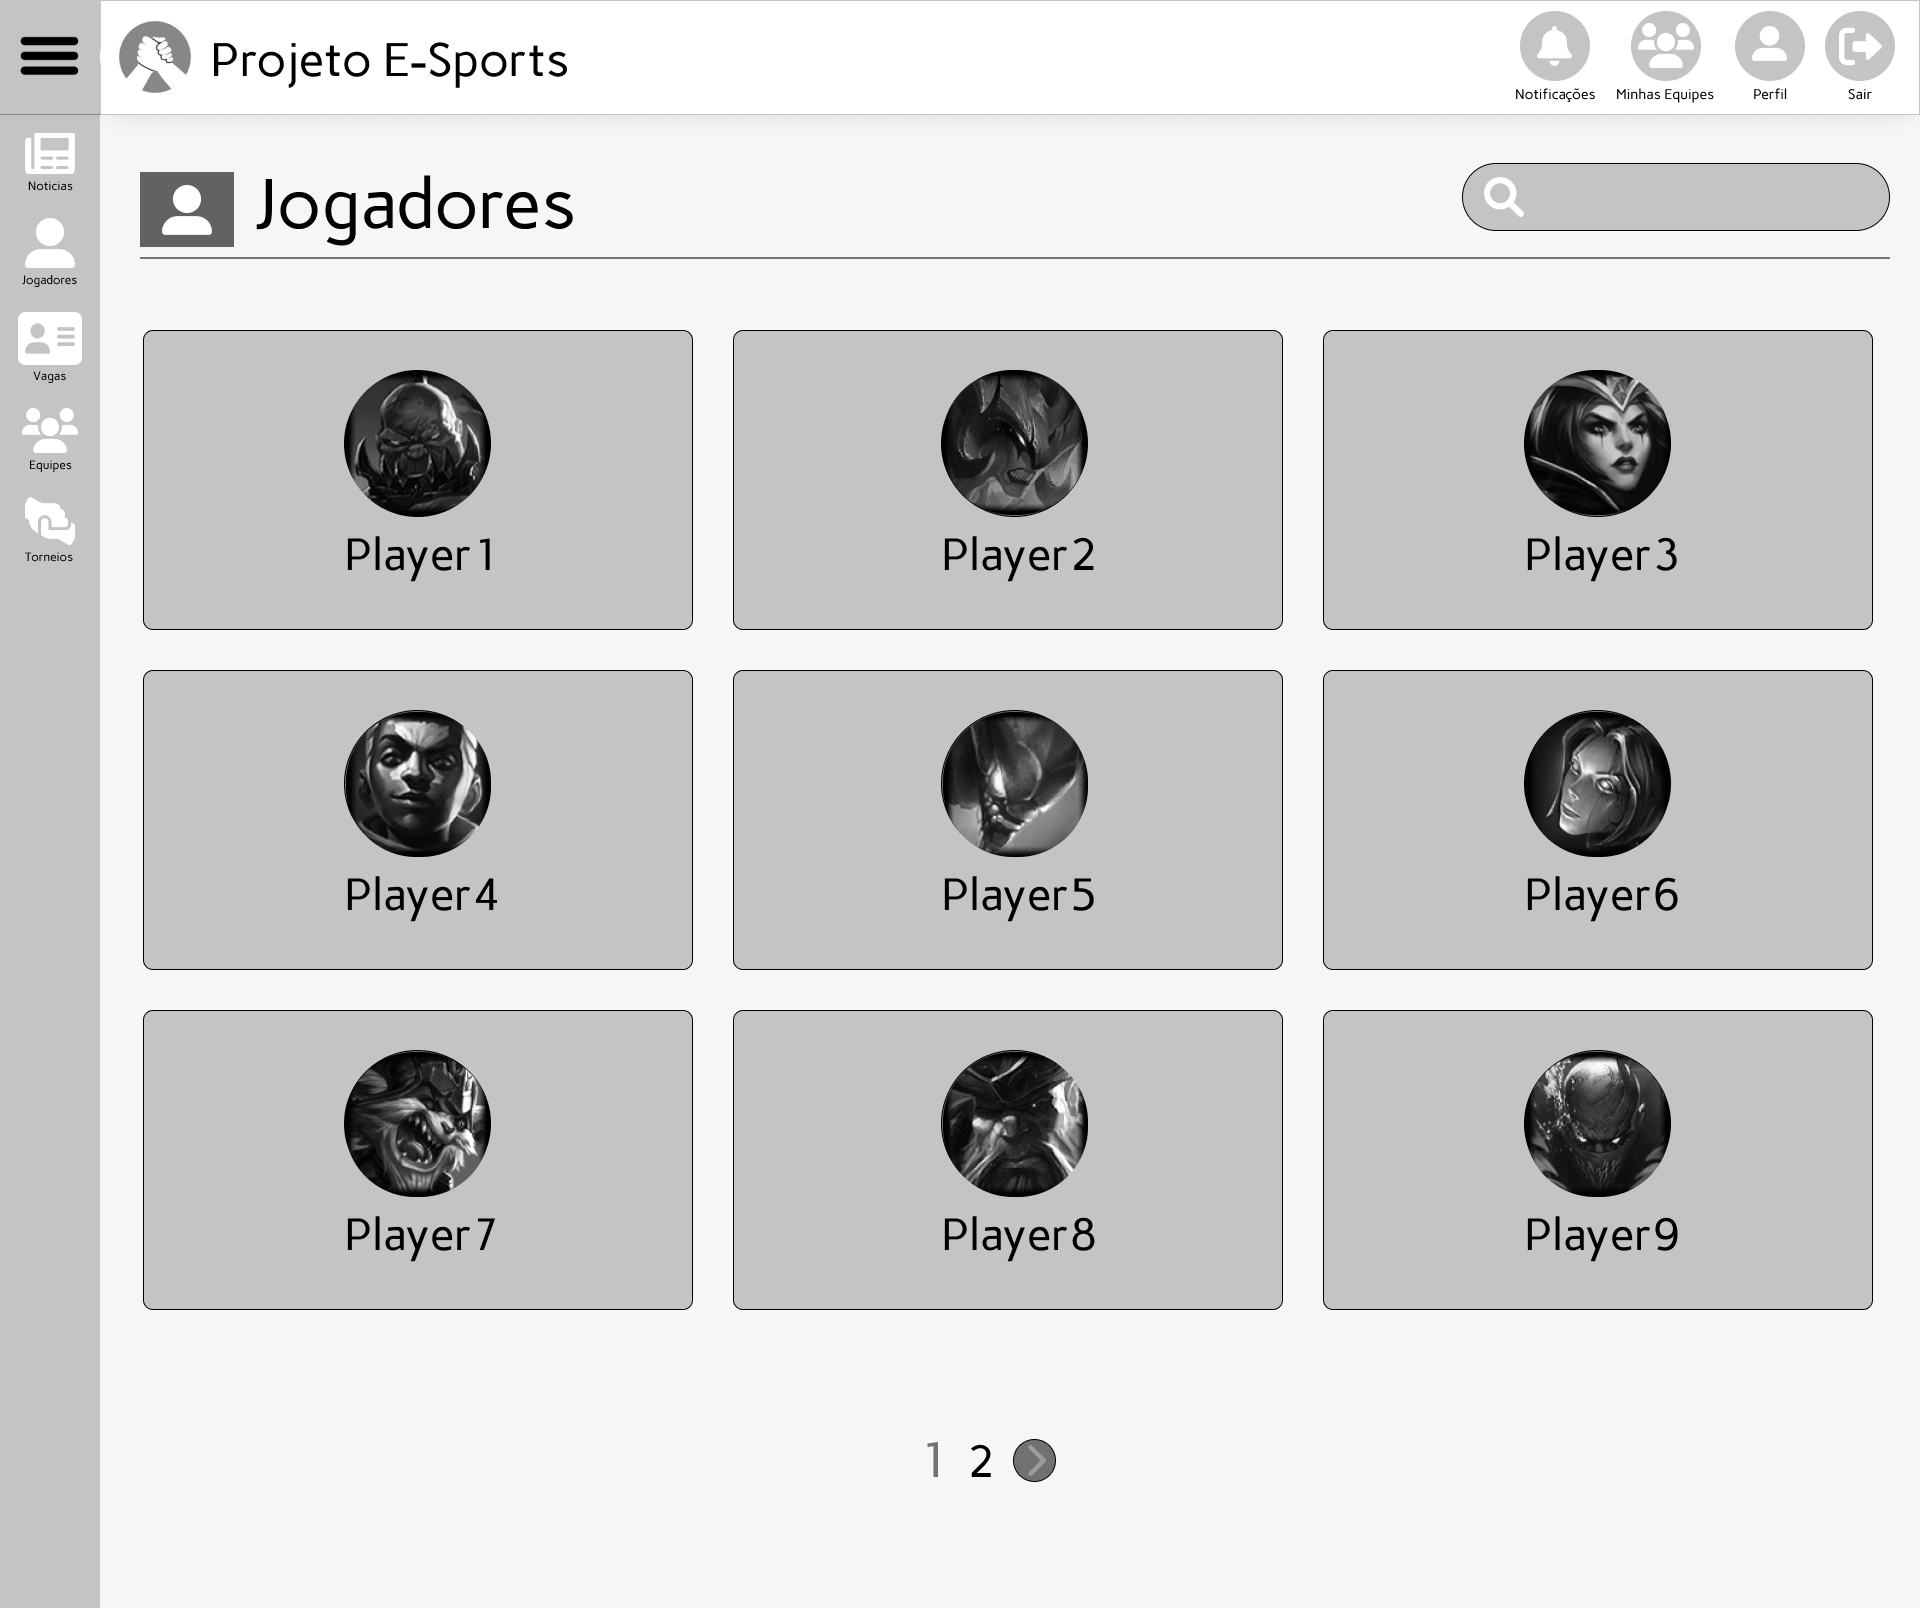 Projeto E-Sports
Notificações
Minhas Equipes
Perfil
Sair
Noticias
Jogadores
Vagas
Equipes
Torneios
Jogadores
Player1
Player2
Player3
Player4
Player5
Player6
Player7
Player8
Player9
1 2